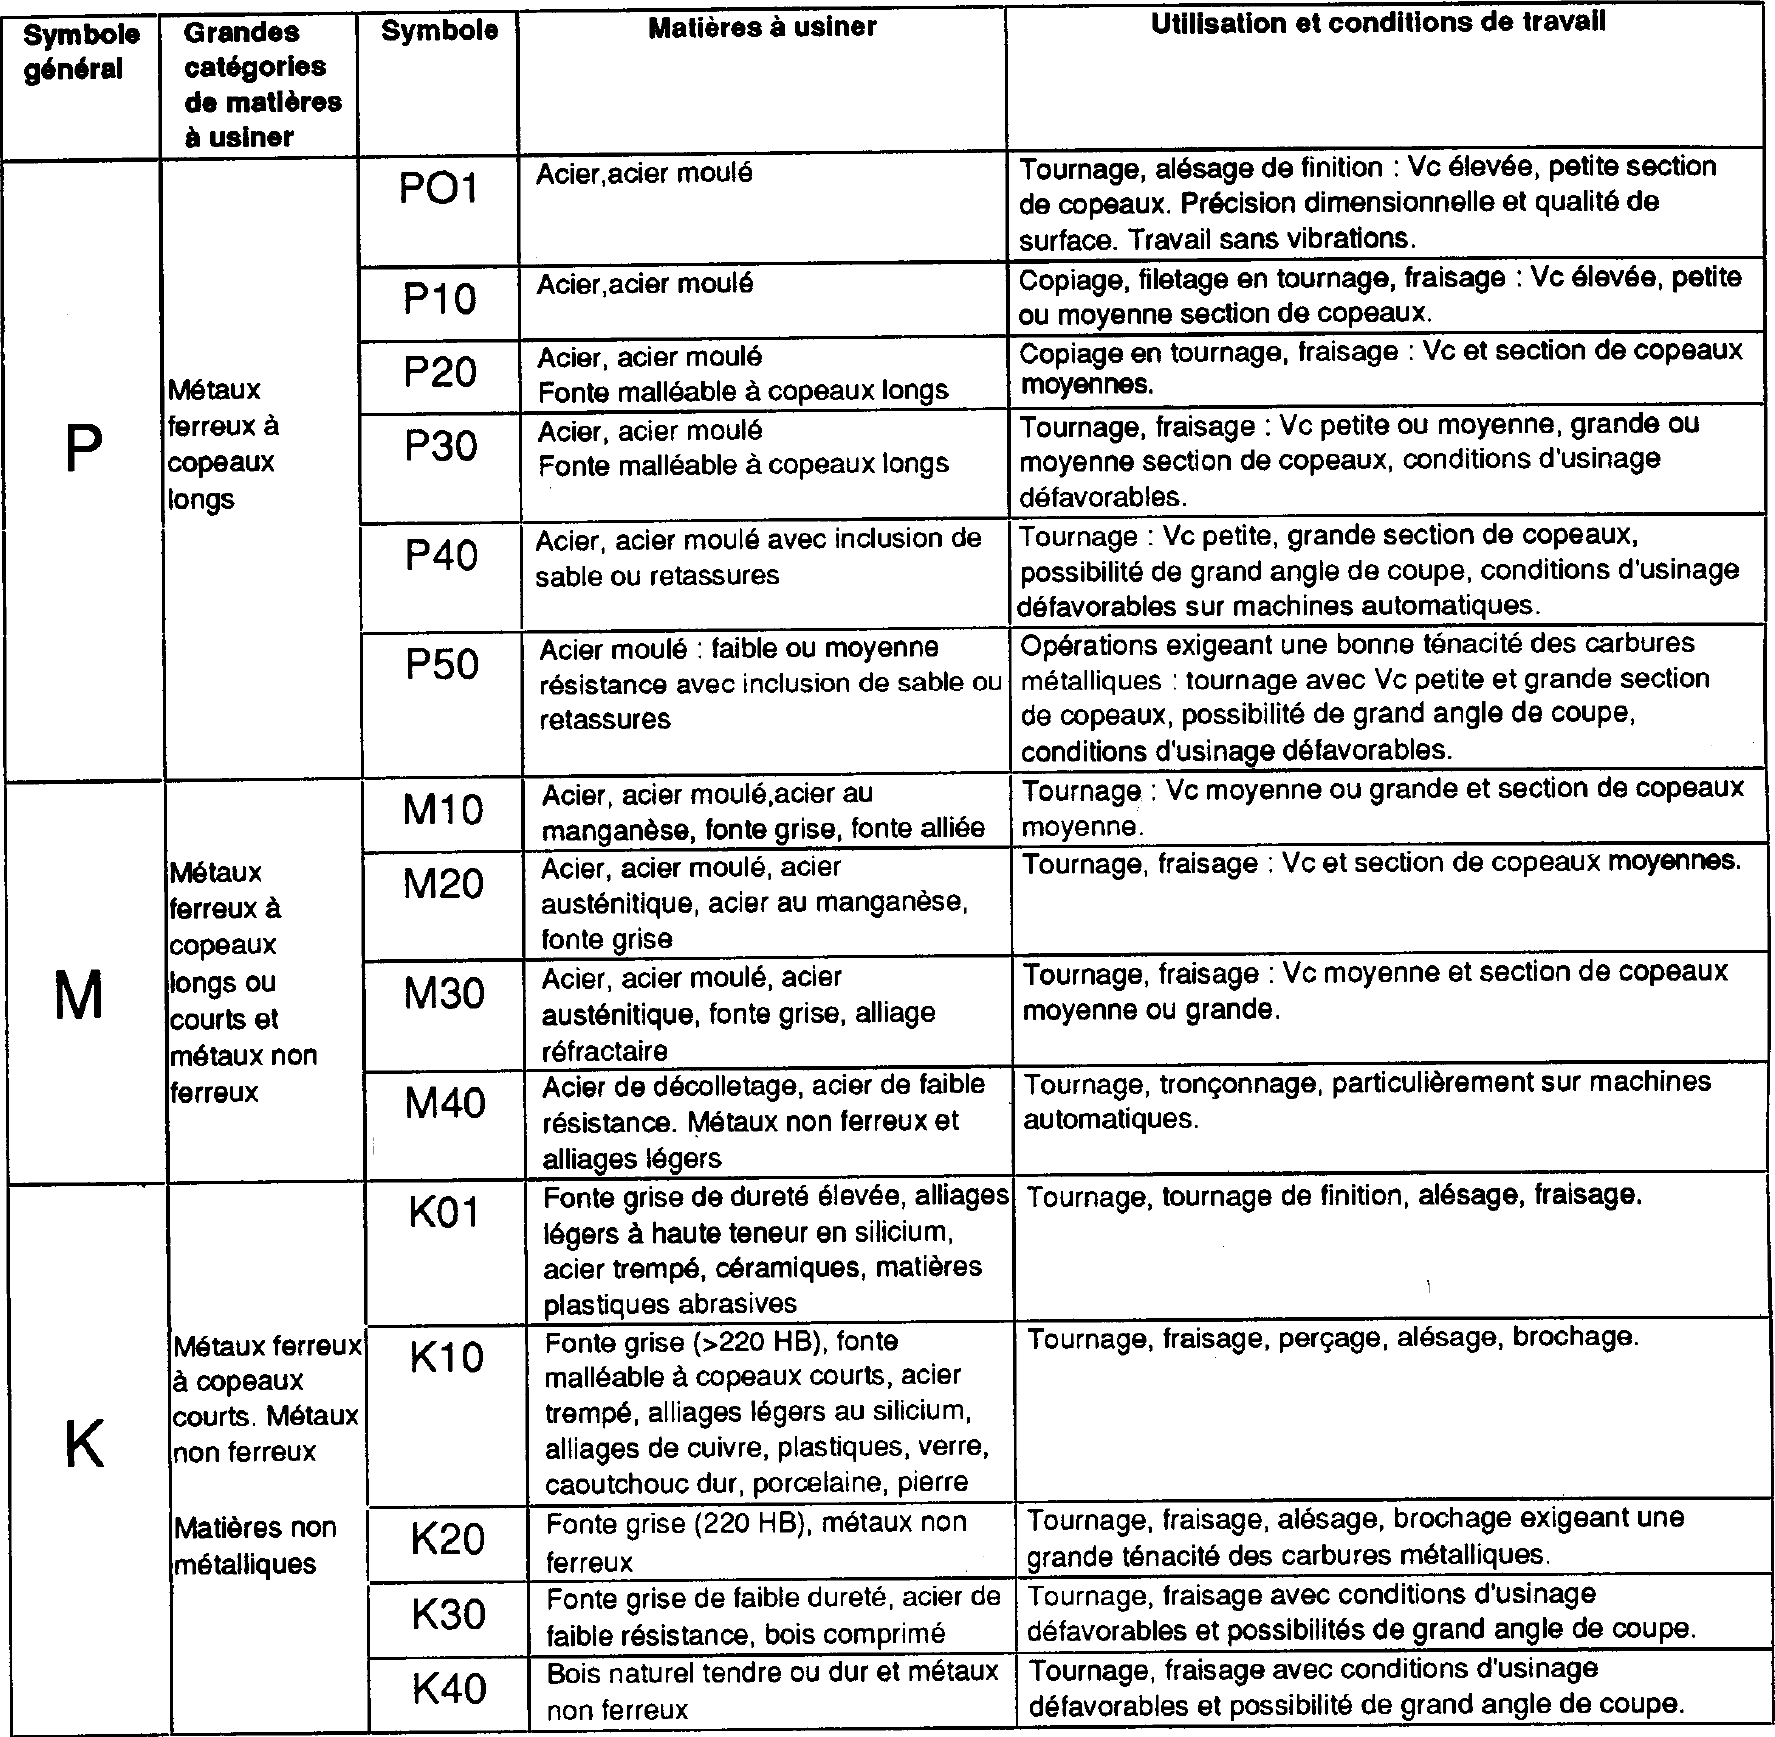 Symbole général
Grandes catégories de matières à usiner
Symbole
Matières à usiner
Utilisation et conditions de travail
P
Métaux
ferreux à
copeaux
longs
PO1
Acier,acier moulé
Tournage, alésage de finition : Vc élevée, petite section
de copeaux. Précision dimensionnelle et qualité de
surface. Travail sans vibrations.
P10
Acier,acier moulé
Copiage, filetage en tournage, fraisage : Vc élevée, petite
ou moyenne section de copeaux.
P20
Acier, acier moulé
Fonte malléable à copeaux longs
Copiage en tournage, fraisage : Vc et section de copeaux
moyennes.
P30
Acier, acier moulé
Fonte malléable à copeaux longs
Tournage, fraisage : Vc petite ou moyenne, grande ou
moyenne section de copeaux, conditions d'usinage
défavorables.
P40
Acier, acier moulé avec inclusion de
sable ou retassures
Tournage : Vc petite, grande section de copeaux,
possibilité de grand angle de coupe, conditions d'usinage
défavorables sur machines automatiques.
P50
Acier moulé : faible ou moyenne
résistance avec inclusion de sable ou
retassures
Opérations exigeant une bonne ténacité des carbures
métalliques : tournage avec Vc petite et grande section
de copeaux, possibilité de grand angle de coupe,
conditions d'usinage défavorables.
M
Métaux
ferreux à
copeaux
longs ou
courts et
métaux non
ferreux
M10
Acier, acier moulé,acier au
manganèse, fonte grise, fonte alliée
Tournage : Vc moyenne ou grande et section de copeaux
moyenne.
M20
Acier, acier moulé, acier
austénitique, acier au manganèse,
fonte grise
Tournage, fraisage : Vc et section de copeaux moyennes.
M30
Acier, acier moulé, acier
austénitique, fonte grise, alliage
réfractaire
Tournage, fraisage : Vc moyenne et section de copeaux
moyenne ou grande.
M40
Acier de décolletage, acier de faible
résistance. Métaux non ferreux et
alliages légers
Tournage, tronçonnage, particulièrement sur machines
automatiques.
K
Métaux ferreux
à copeaux
courts. Métaux
non ferreux
Matières non
métalliques
K01
Fonte grise de dureté élevée, alliages
légers à haute teneur en silicium,
acier trempé, céramiques, matières
plastiques abrasives
Tournage, tournage de finition, alésage, fraisage.
K10
Fonte grise (>220 HB), fonte
malléable à copeaux courts, acier
trempé, alliages légers au silicium,
alliages de cuivre, plastiques, verre,
caoutchouc dur, porcelaine, pierre
Tournage, fraisage, perçage, alésage, brochage.
K20
Fonte grise (220 HB), métaux non
ferreux
Tournage, fraisage, alésage, brochage exigeant une
grande ténacité des carbures métalliques.
K30
Fonte grise de faible dureté, acier de
faible résistance, bois comprimé
Tournage, fraisage avec conditions d'usinage
défavorables et possibilités de grand angle de coupe.
K40
Bois naturel tendre ou dur et métaux
non ferreux
Tournage, fraisage avec conditions d'usinage
défavorables et possibilité de grand angle de coupe.